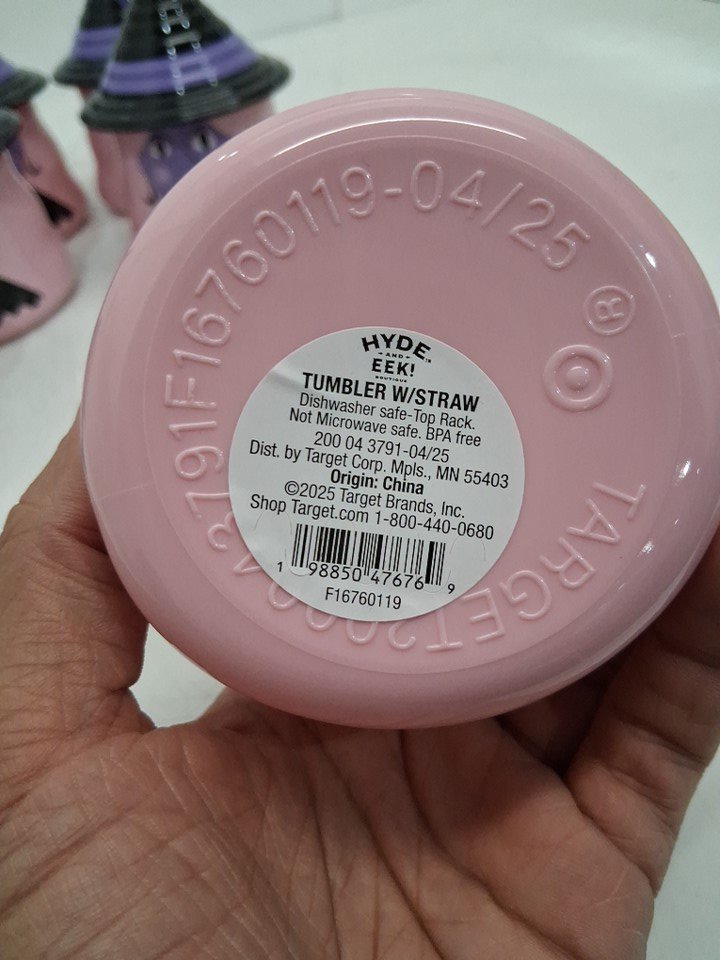 HYDE
AND
EEK!
BOUTIQUE
TUMBLER W/STRAW
Dishwasher safe-Top Rack.
Not Microwave safe. BPA free
200 04 3791-04/25
Dist. by Target Corp. Mpls., MN 55403
Origin: China
©2025 Target Brands, Inc.
Shop Target.com 1-800-440-0680
1 98850 47676 9
F16760119
TARGET200043791F16760119-04/25
®